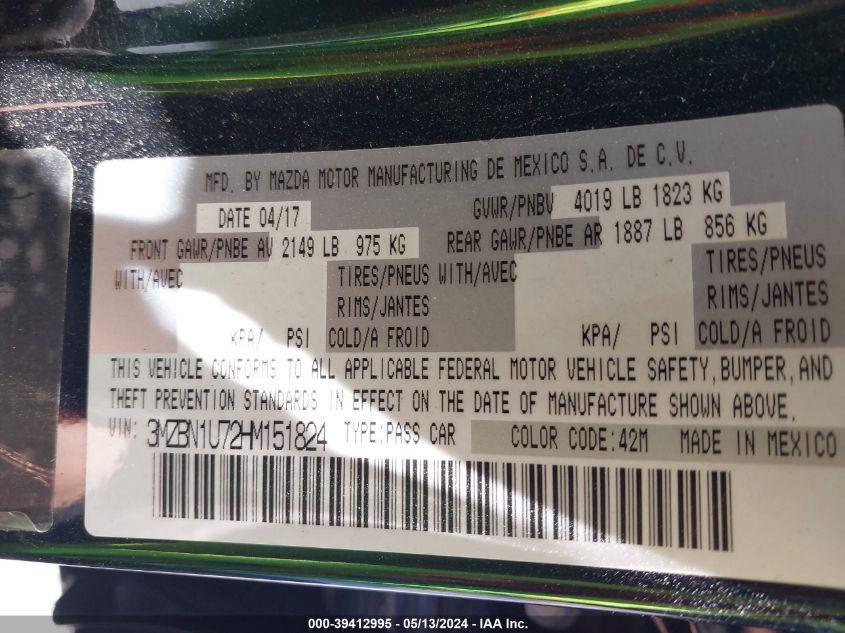 MFD. BY MAZDA MOTOR MANUFACTURING DE MEXICO S.A. DE C.V.
DATE 04/17 GVWR/PNBV 4019 LB 1823 KG
FRONT GAWR/PNBE AV 2149 LB 975 KG REAR GAWR/PNBE AR 1887 LB 856 KG
WITH/AVEC TIRES/PNEUS WITH/AVEC TIRES/PNEUS
RIMS/JANTES RIMS/JANTES
KPA/ PSI COLD/A FROID KPA/ PSI COLD/A FROID
THIS VEHICLE CONFORMS TO ALL APPLICABLE FEDERAL MOTOR VEHICLE SAFETY, BUMPER, AND
THEFT PREVENTION STANDARDS IN EFFECT ON THE DATE OF MANUFACTURE SHOWN ABOVE.
VIN: 3MZBN1U72HM151824 TYPE:PASS CAR COLOR CODE:42M MADE IN MEXICO
000-39412995 - 05/13/2024 - IAA Inc.